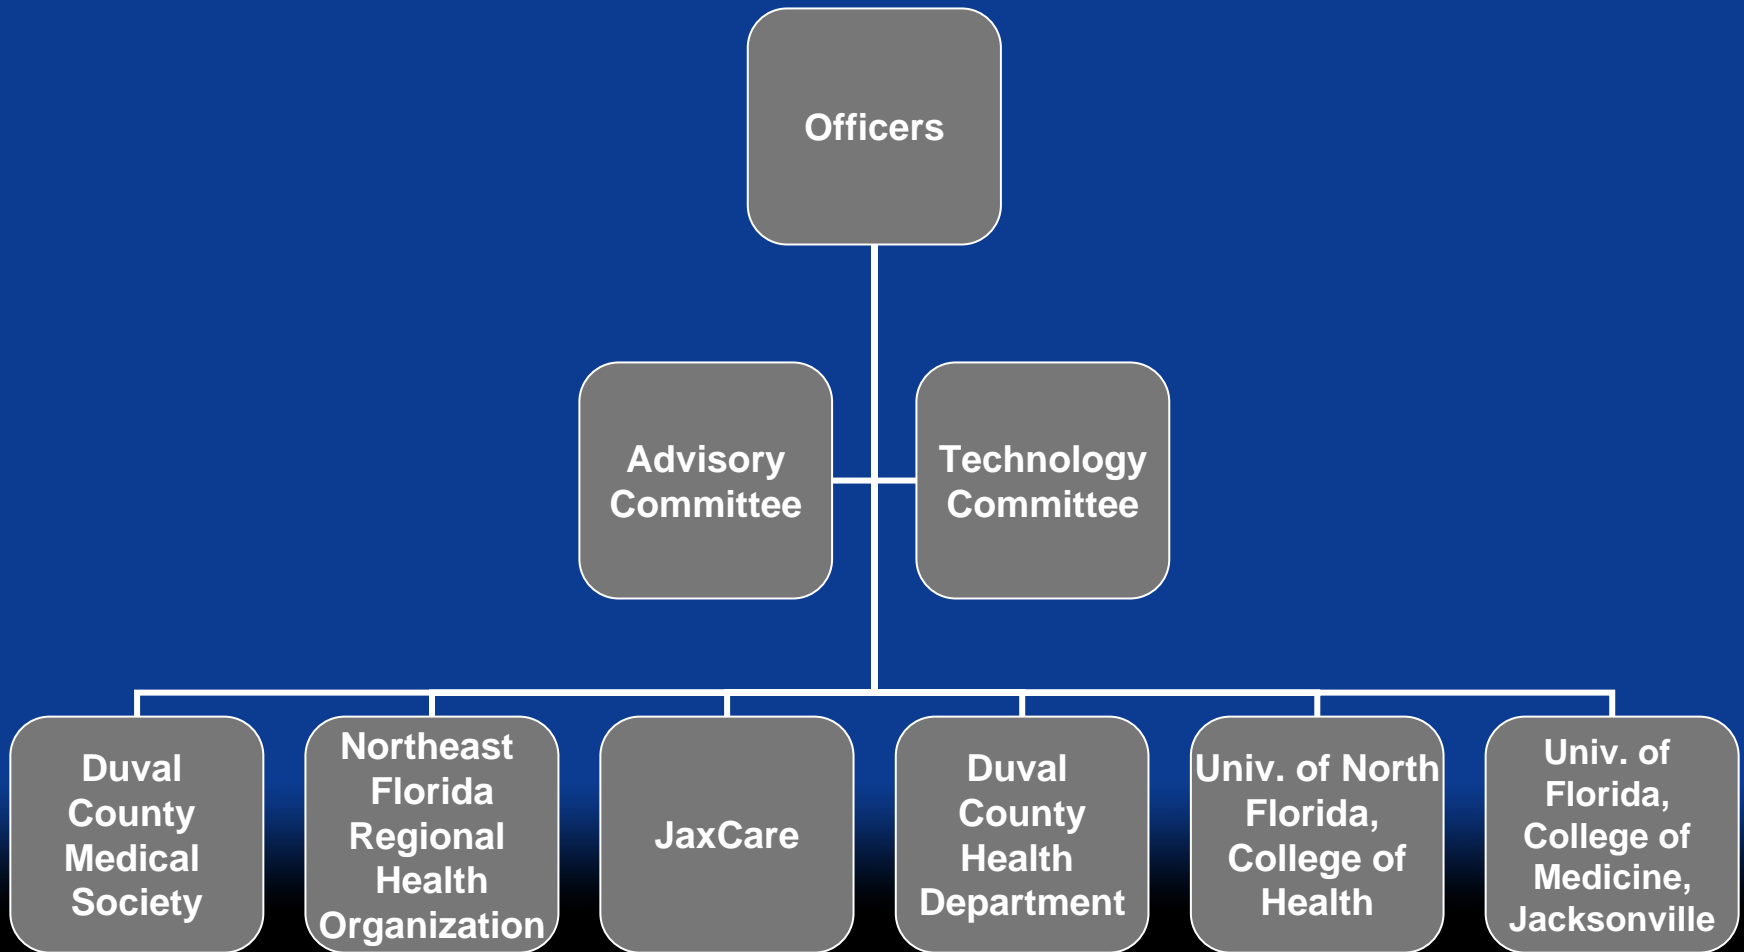 Officers
Advisory
Committee
Technology
Committee
Duval
County
Medical
Society
Northeast
Florida
Regional
Health
Organization
JaxCare
Duval
County
Health
Department
Univ. of North
Florida,
College of
Health
Univ. of
Florida,
College of
Medicine,
Jacksonville